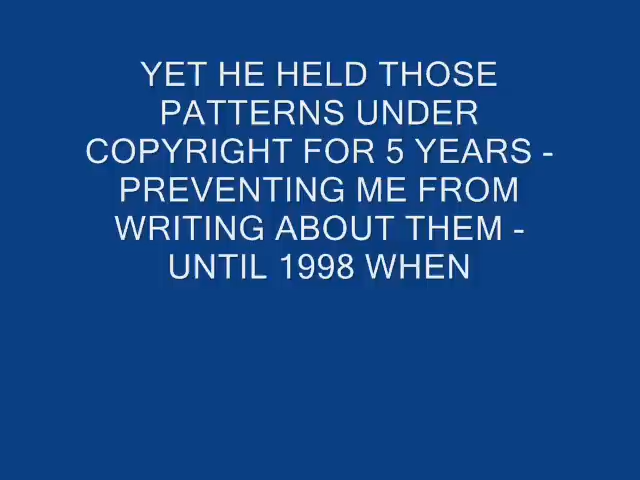 YET HE HELD THOSE
PATTERNS UNDER
COPYRIGHT FOR 5 YEARS -
PREVENTING ME FROM
WRITING ABOUT THEM -
UNTIL 1998 WHEN